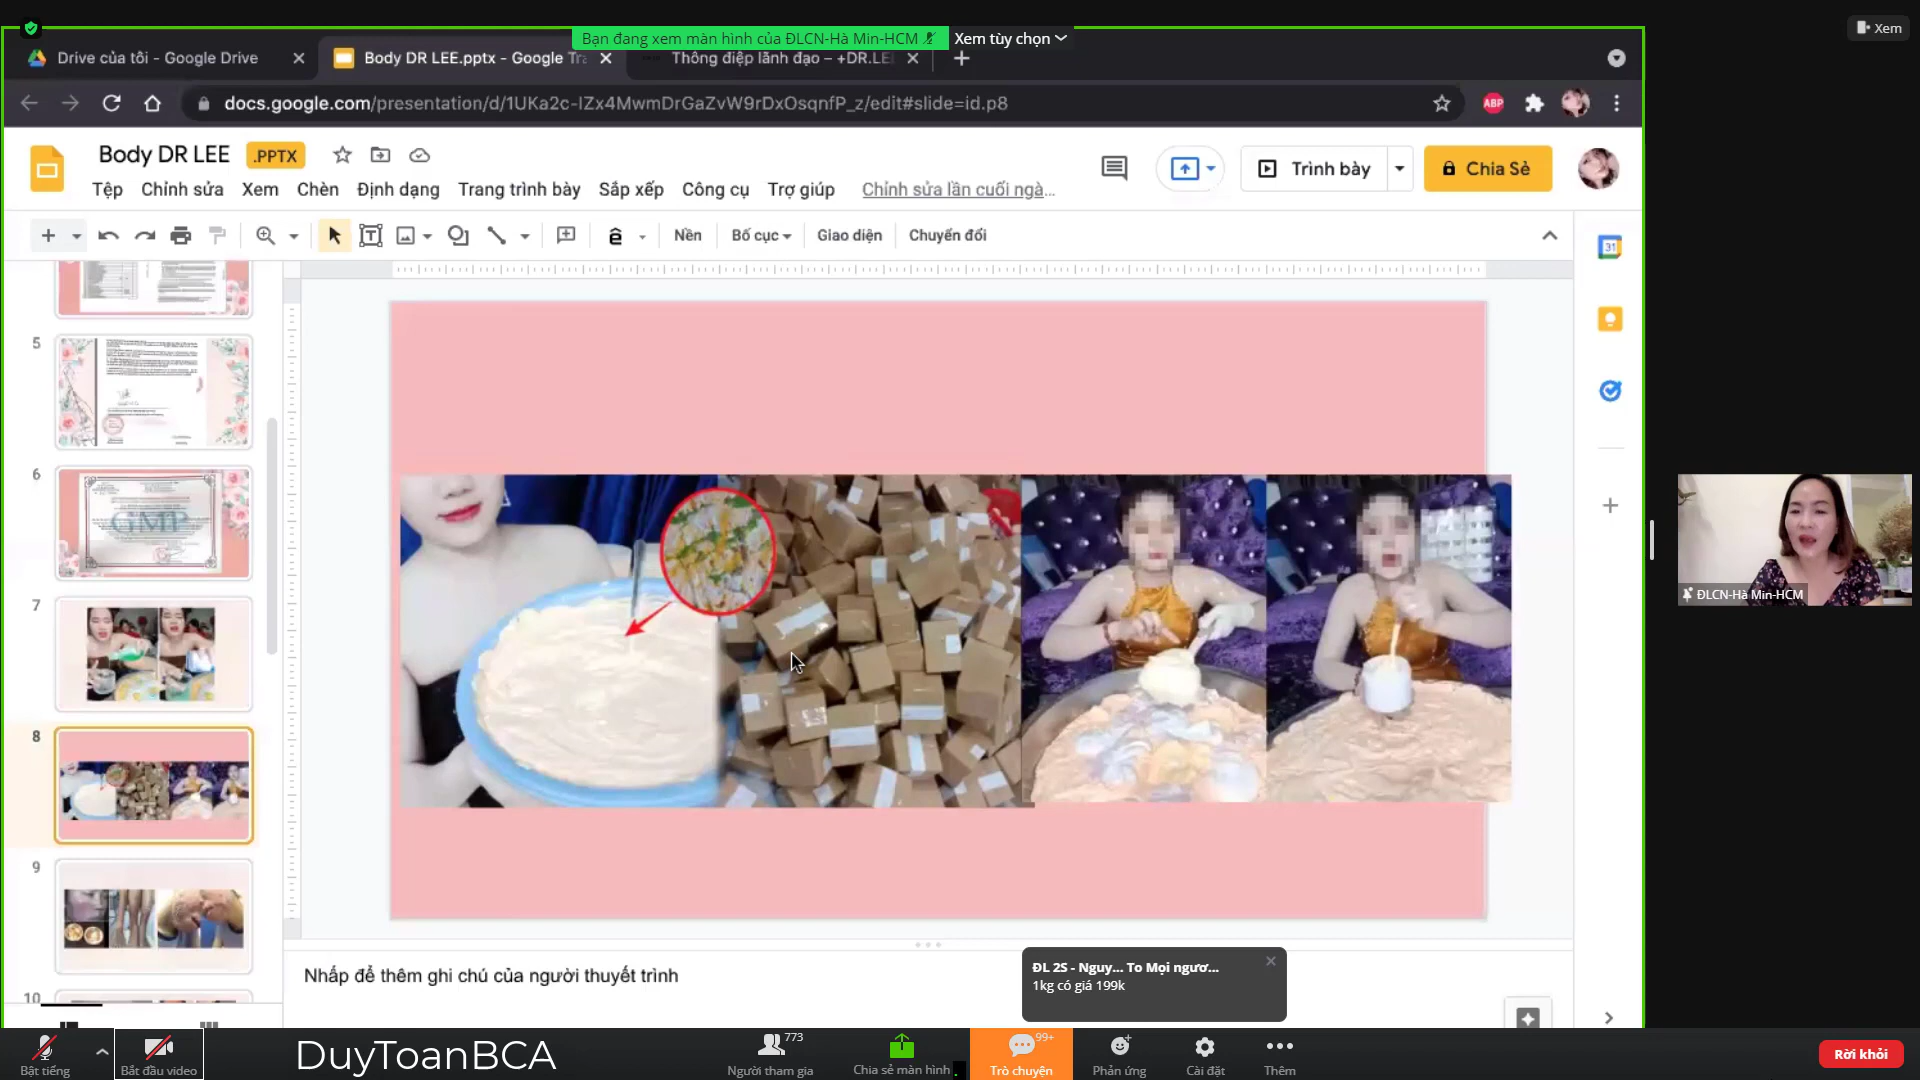 Bạn đang xem màn hình của ĐLCN-Hà Min-HCM
Xem tùy chọn
Xem
Drive của tôi - Google Drive
Body DR LEE.pptx - Google Tra
Thông điệp lãnh đạo – +DR.LE
docs.google.com/presentation/d/1UKa2c-IZx4MwmDrGaZvW9rDxOsqnfP_z/edit#slide=id.p8
ABP
Body DR LEE .PPTX
Trình bày
Chia Sẻ
Tệp Chỉnh sửa Xem Chèn Định dạng Trang trình bày Sắp xếp Công cụ Trợ giúp Chỉnh sửa lần cuối ngà...
ê
Nền Bố cục Giao diện Chuyển đổi
31
5
6
GMP
7
8
9
10
ĐLCN-Hà Min-HCM
Nhấp để thêm ghi chú của người thuyết trình
ĐL 2S - Nguy... To Mọi ngươ...
1kg có giá 199k
Bật tiếng
Bắt đầu video
DuyToanBCA
773
Người tham gia
Chia sẻ màn hình
99+
Trò chuyện
Phản ứng
Cài đặt
Thêm
Rời khỏi